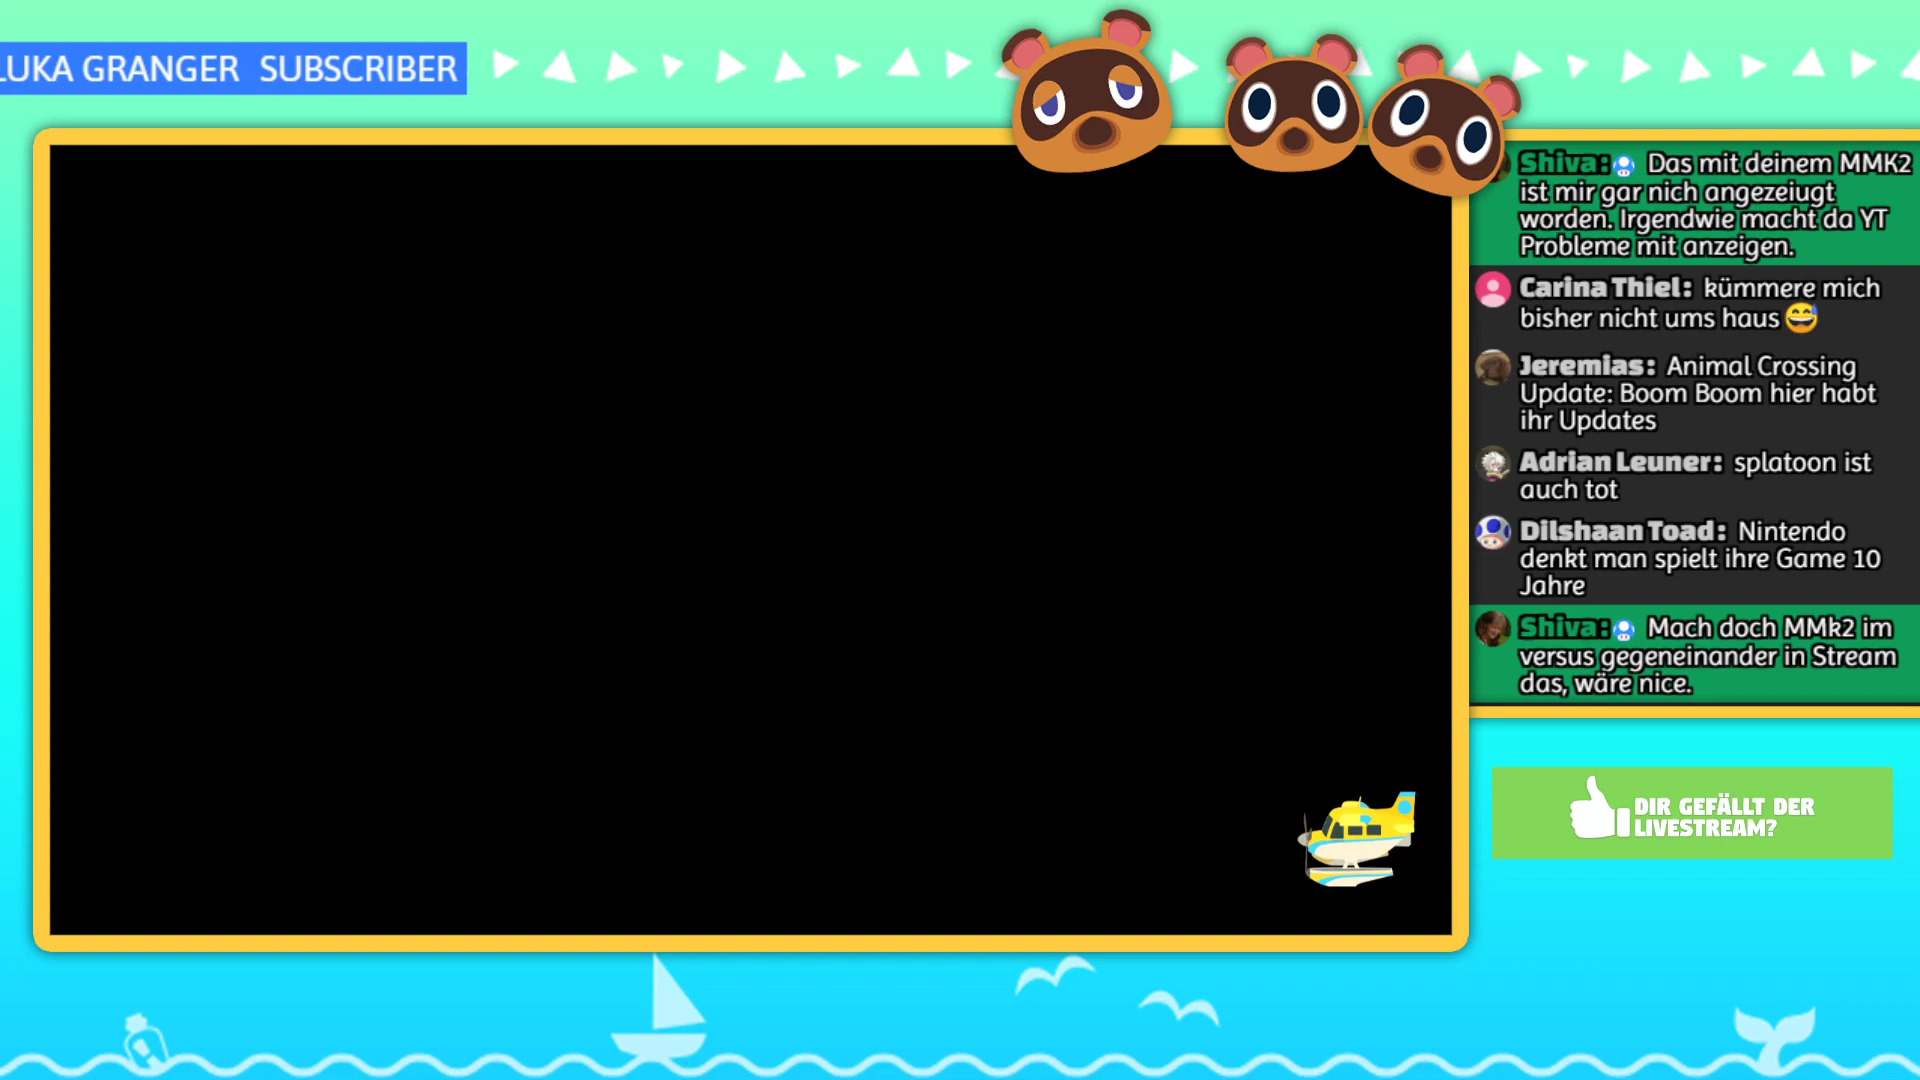 LUKA GRANGER SUBSCRIBER
Shiva: Das mit deinem MMK2
ist mir gar nich angezeiugt
worden. Irgendwie macht da YT
Probleme mit anzeigen.
Carina Thiel: kümmere mich
bisher nicht ums haus 😅
Jeremias: Animal Crossing
Update: Boom Boom hier habt
ihr Updates
Adrian Leuner: splatoon ist
auch tot
Dilshaan Toad: Nintendo
denkt man spielt ihre Game 10
Jahre
Shiva: Mach doch MMk2 im
versus gegeneinander in Stream
das, wäre nice.
DIR GEFÄLLT DER
LIVESTREAM?